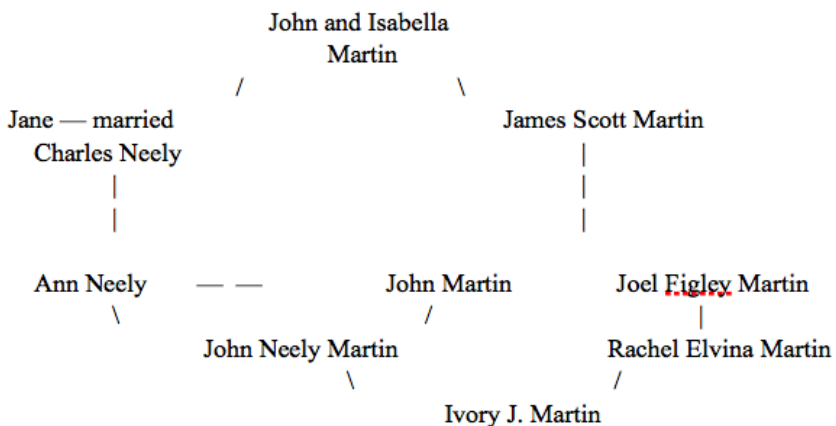 John and Isabella
Martin
/ \
Jane — married James Scott Martin
Charles Neely |
| |
| |
Ann Neely — — John Martin Joel Figley Martin
\ / |
John Neely Martin Rachel Elvina Martin
\ /
Ivory J. Martin